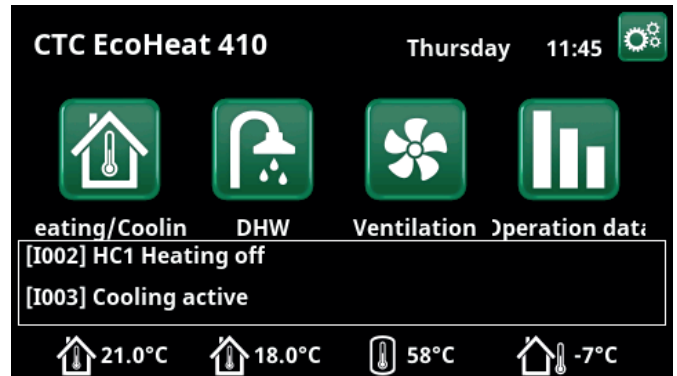 CTC EcoHeat 410 Thursday 11:45
eating/Coolin DHW Ventilation Operation data
[I002] HC1 Heating off
[I003] Cooling active
21.0°C 18.0°C 58°C -7°C